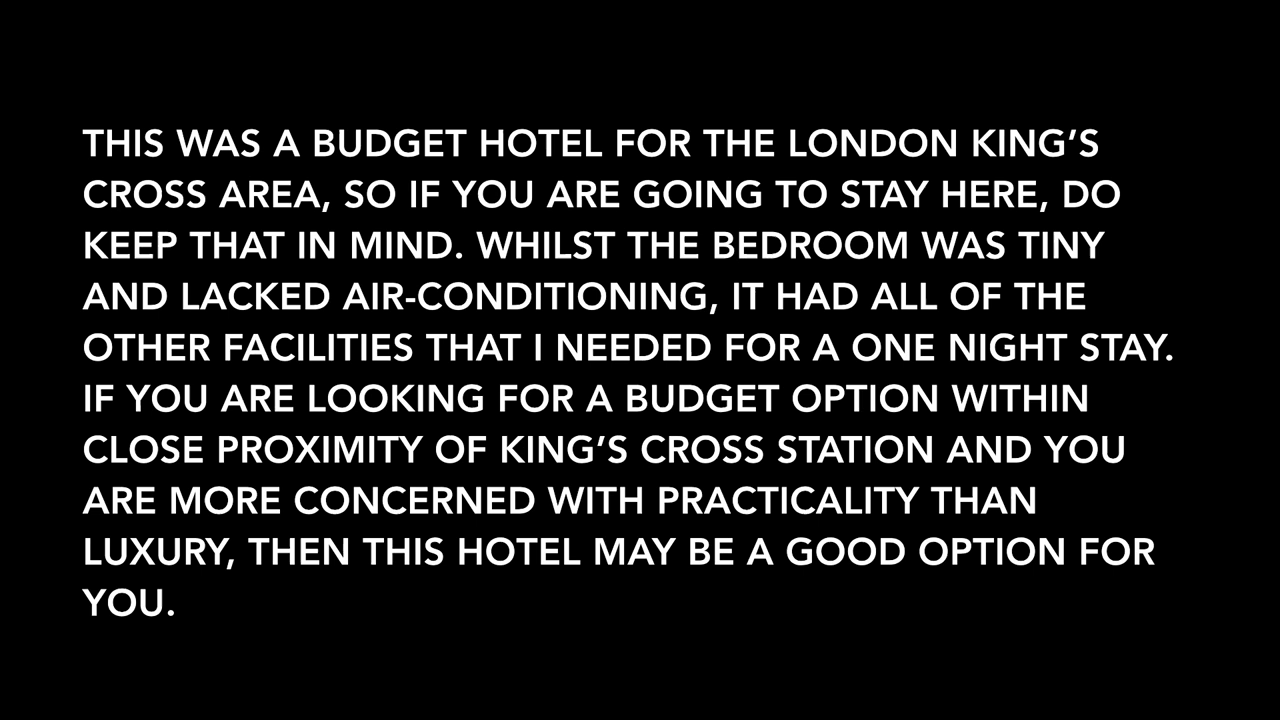 THIS WAS A BUDGET HOTEL FOR THE LONDON KING’S
CROSS AREA, SO IF YOU ARE GOING TO STAY HERE, DO
KEEP THAT IN MIND. WHILST THE BEDROOM WAS TINY
AND LACKED AIR-CONDITIONING, IT HAD ALL OF THE
OTHER FACILITIES THAT I NEEDED FOR A ONE NIGHT STAY.
IF YOU ARE LOOKING FOR A BUDGET OPTION WITHIN
CLOSE PROXIMITY OF KING’S CROSS STATION AND YOU
ARE MORE CONCERNED WITH PRACTICALITY THAN
LUXURY, THEN THIS HOTEL MAY BE A GOOD OPTION FOR
YOU.